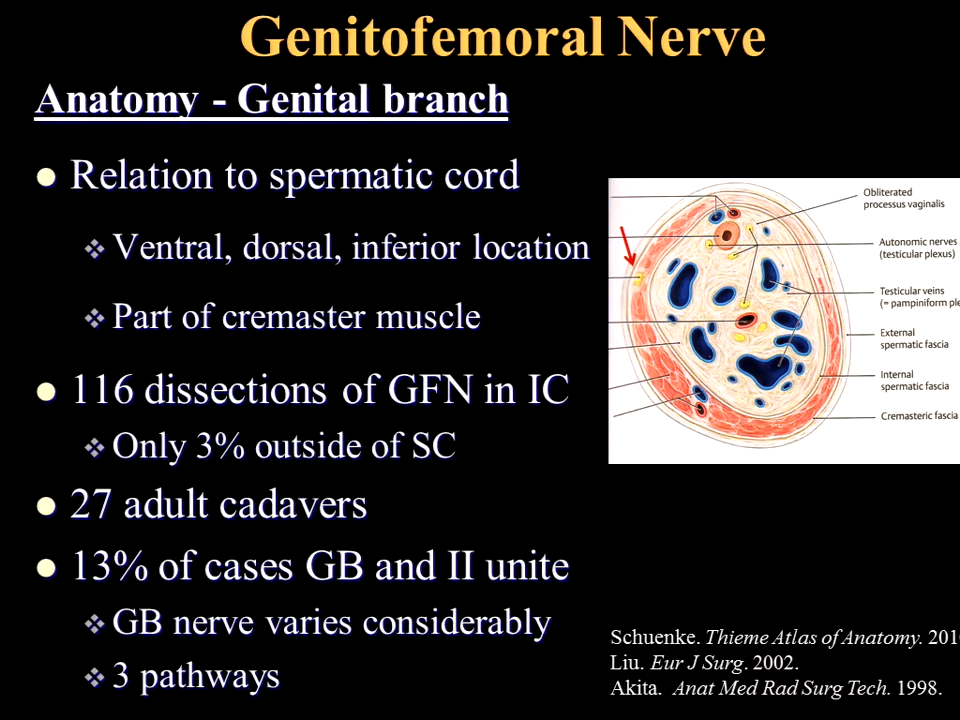 Genitofemoral Nerve
Anatomy - Genital branch
Relation to spermatic cord
Ventral, dorsal, inferior location
Part of cremaster muscle
116 dissections of GFN in IC
Only 3% outside of SC
27 adult cadavers
13% of cases GB and II unite
GB nerve varies considerably
3 pathways
Obliterated
processus vaginalis
Autonomic nerves
(testicular plexus)
Testicular veins
(= pampiniform ple
External
spermatic fascia
Internal
spermatic fascia
Cremasteric fascia
Schuenke. Thieme Atlas of Anatomy. 201
Liu. Eur J Surg. 2002.
Akita. Anat Med Rad Surg Tech. 1998.